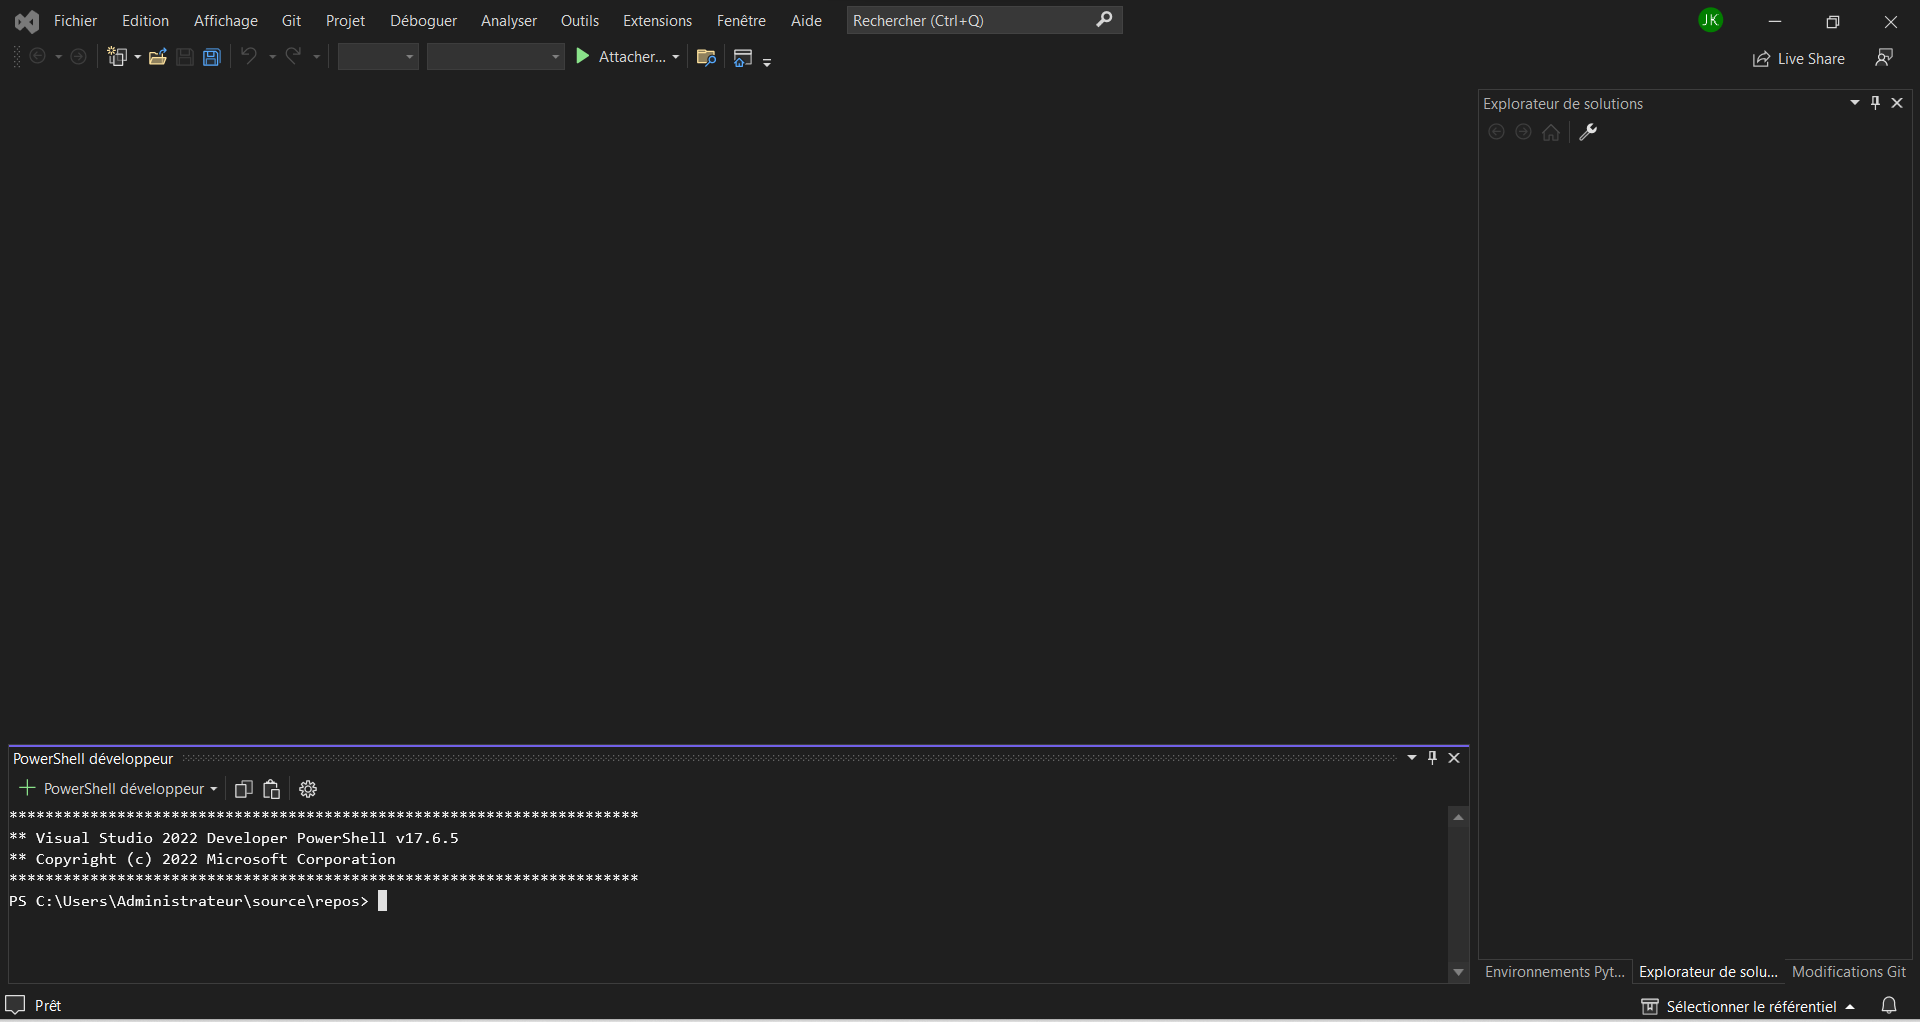 Fichier Edition Affichage Git Projet Déboguer Analyser Outils Extensions Fenêtre Aide Rechercher (Ctrl+Q) JK
Attacher... Live Share
Explorateur de solutions
PowerShell développeur
PowerShell développeur
**********************************************************************
** Visual Studio 2022 Developer PowerShell v17.6.5
** Copyright (c) 2022 Microsoft Corporation
**********************************************************************
PS C:\Users\Administrateur\source\repos>
Environnements Pyt... Explorateur de solu... Modifications Git
Prêt Sélectionner le référentiel